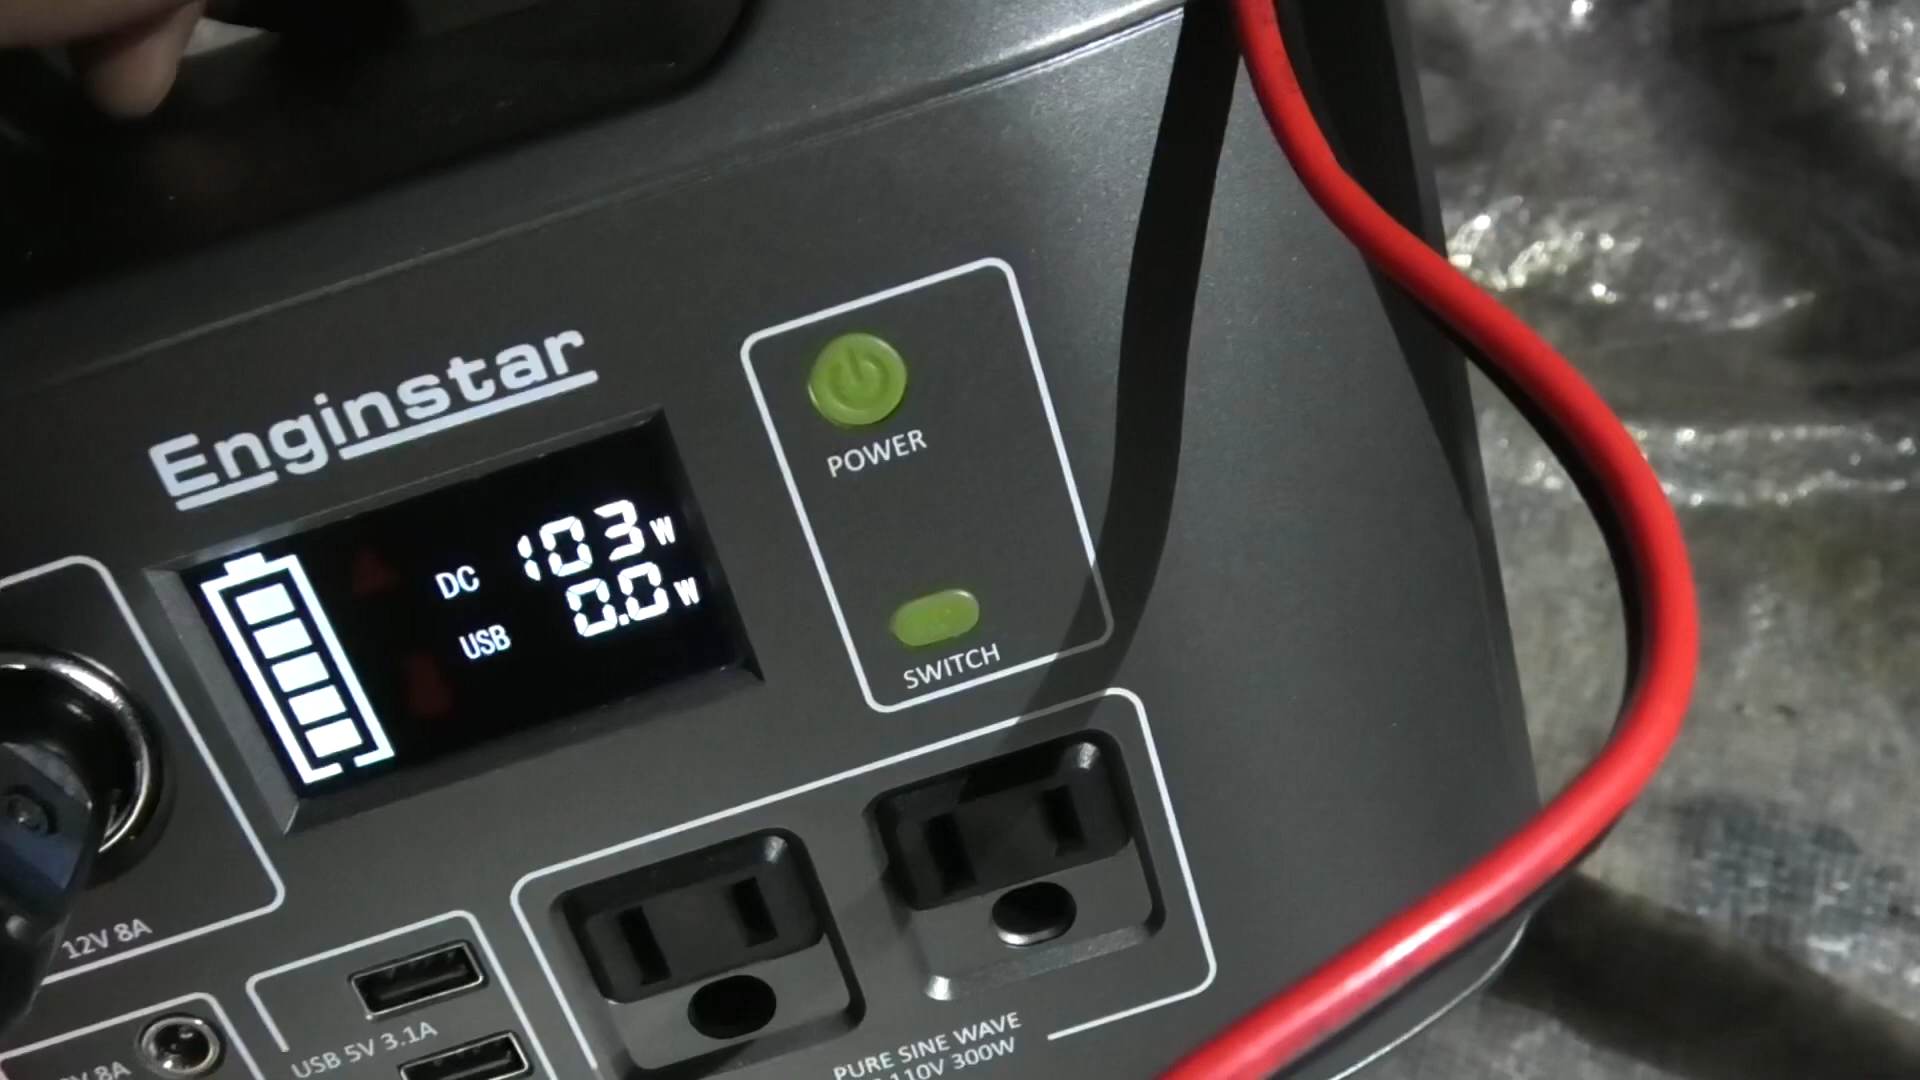 Enginstar
POWER
DC 103W
USB 0.0W
SWITCH
12V 8A
USB 5V 3.1A
8A
PURE SINE WAVE
110V 300W